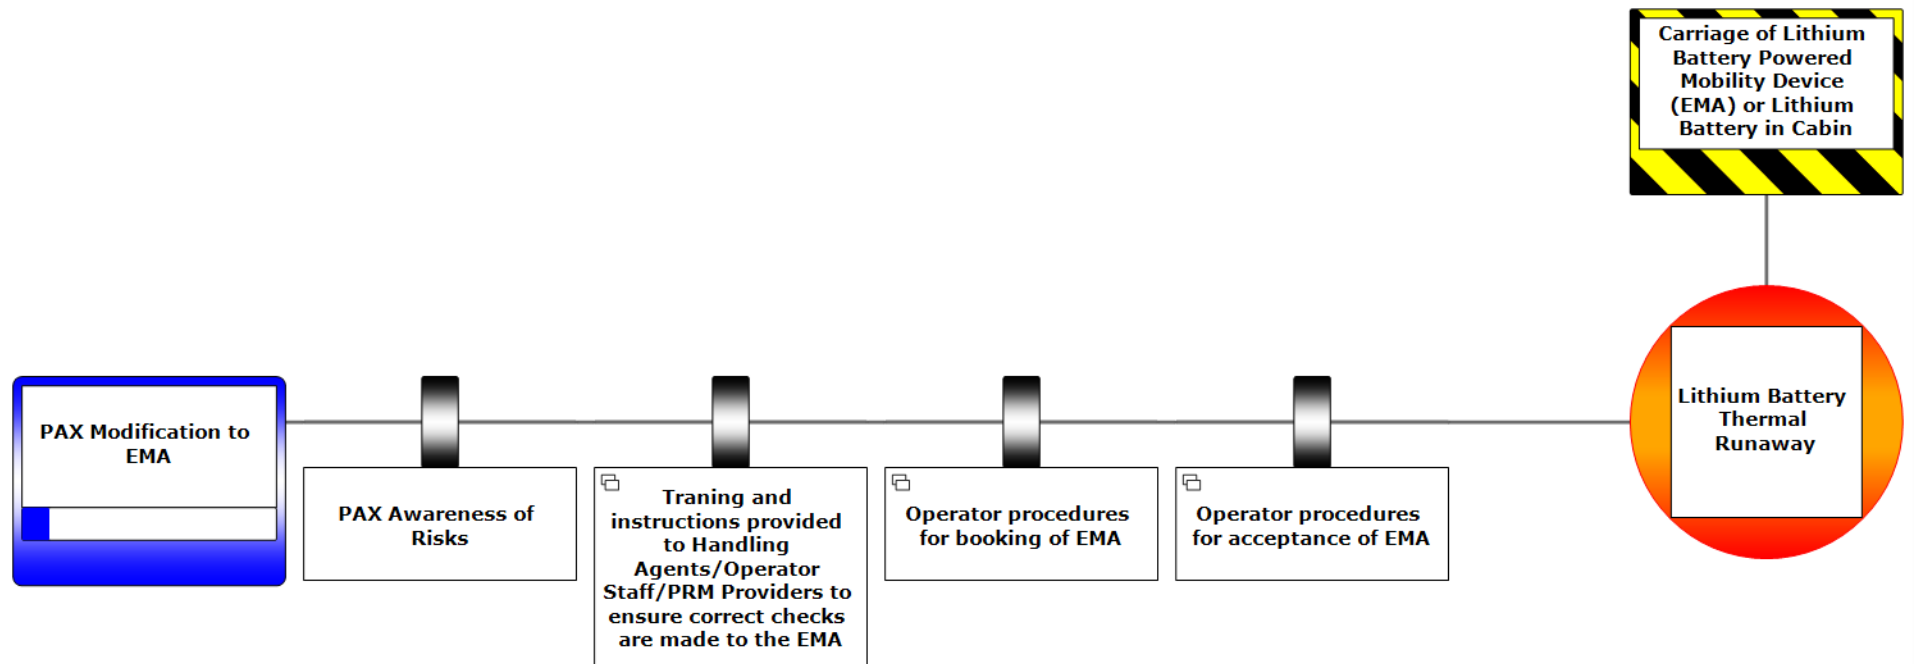 Carriage of Lithium
Battery Powered
Mobility Device
(EMA) or Lithium
Battery in Cabin
PAX Modification to
EMA
PAX Awareness of
Risks
Traning and
instructions provided
to Handling
Agents/Operator
Staff/PRM Providers to
ensure correct checks
are made to the EMA
Operator procedures
for booking of EMA
Operator procedures
for acceptance of EMA
Lithium Battery
Thermal
Runaway